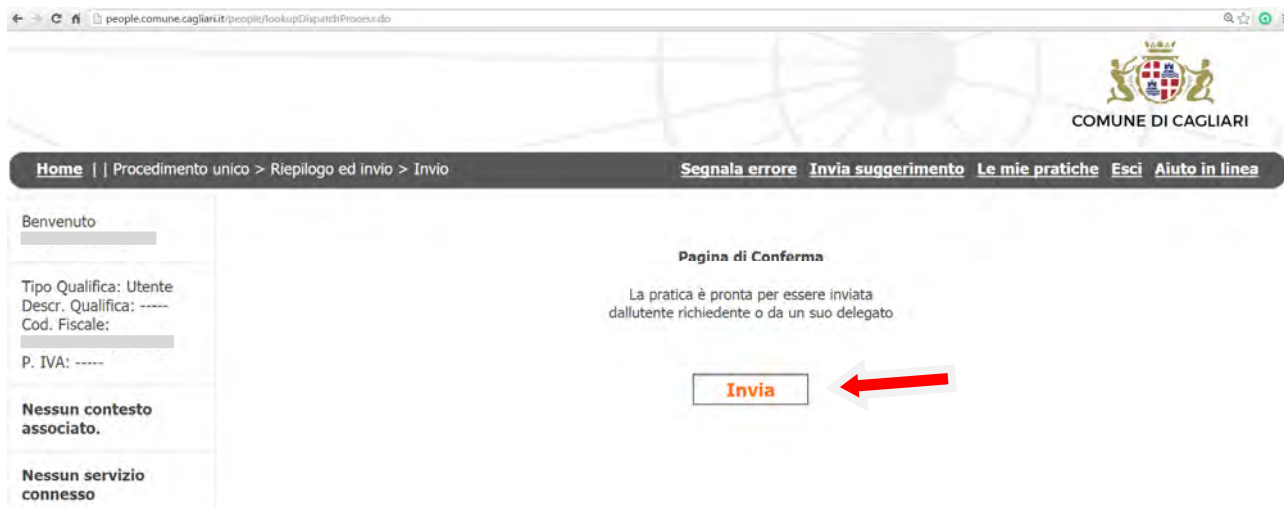 people.comune.cagliari.it/people/lookupDispatchProcess.do
COMUNE DI CAGLIARI
Home | | Procedimento unico > Riepilogo ed invio > Invio
Segnala errore Invia suggerimento Le mie pratiche Esci Aiuto in linea
Benvenuto
Tipo Qualifica: Utente
Descr. Qualifica: -----
Cod. Fiscale:
P. IVA: -----
Nessun contesto
associato.
Nessun servizio
connesso
Pagina di Conferma
La pratica è pronta per essere inviata
dallutente richiedente o da un suo delegato
Invia